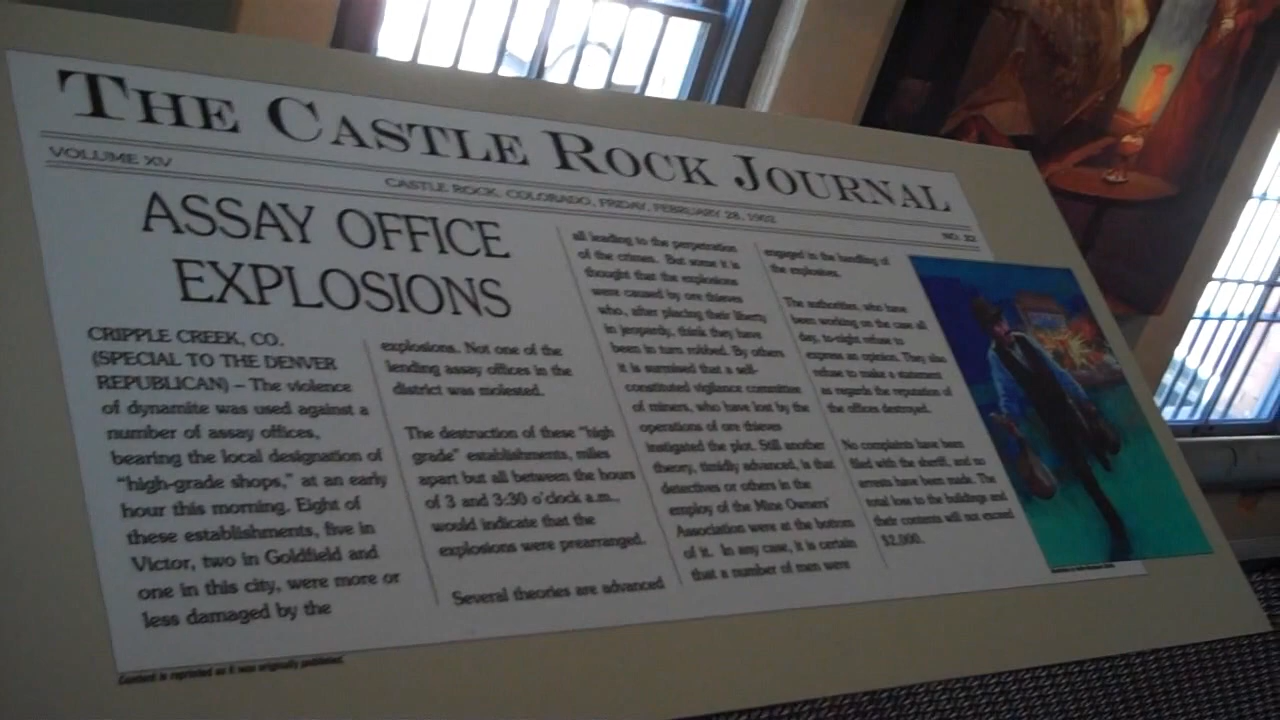 THE CASTLE ROCK JOURNAL
VOLUME XV
CASTLE ROCK, COLORADO, FRIDAY, FEBRUARY 28, 1902
NO. 32
ASSAY OFFICE
EXPLOSIONS
CRIPPLE CREEK, CO.
(SPECIAL TO THE DENVER
REPUBLICAN) – The violence
of dynamite was used against a
number of assay offices,
bearing the local designation of
"high-grade shops," at an early
hour this morning. Eight of
these establishments, five in
Victor, two in Goldfield and
one in this city, were more or
less damaged by the
explosions. Not one of the
lending assay offices in the
district was molested.
The destruction of these "high
grade" establishments, miles
apart but all between the hours
of 3 and 3:30 o'clock a.m.,
would indicate that the
explosions were prearranged.
Several theories are advanced
all leading to the perpetration
of the crimes. But some it is
thought that the explosions
were caused by ore thieves
who, after placing their liberty
in jeopardy, think they have
been in turn robbed. By others
it is surmised that a self-
constituted vigilance committee
of miners, who have lost by the
operations of ore thieves
instigated the plot. Still another
theory, timidly advanced, is that
detectives or others in the
employ of the Mine Owners'
Association were at the bottom
of it. In any case, it is certain
that a number of men were
engaged in the handling of
the explosives.
The authorities, who have
been working on the case all
day, to-night refuse to
express an opinion. They also
refuse to make a statement
as regards the reputation of
the offices destroyed.
No complaints have been
filed with the sheriff, and no
arrests have been made. The
total loss to the buildings and
their contents will not exceed
$2,000.
Content is reprinted as it was originally published.